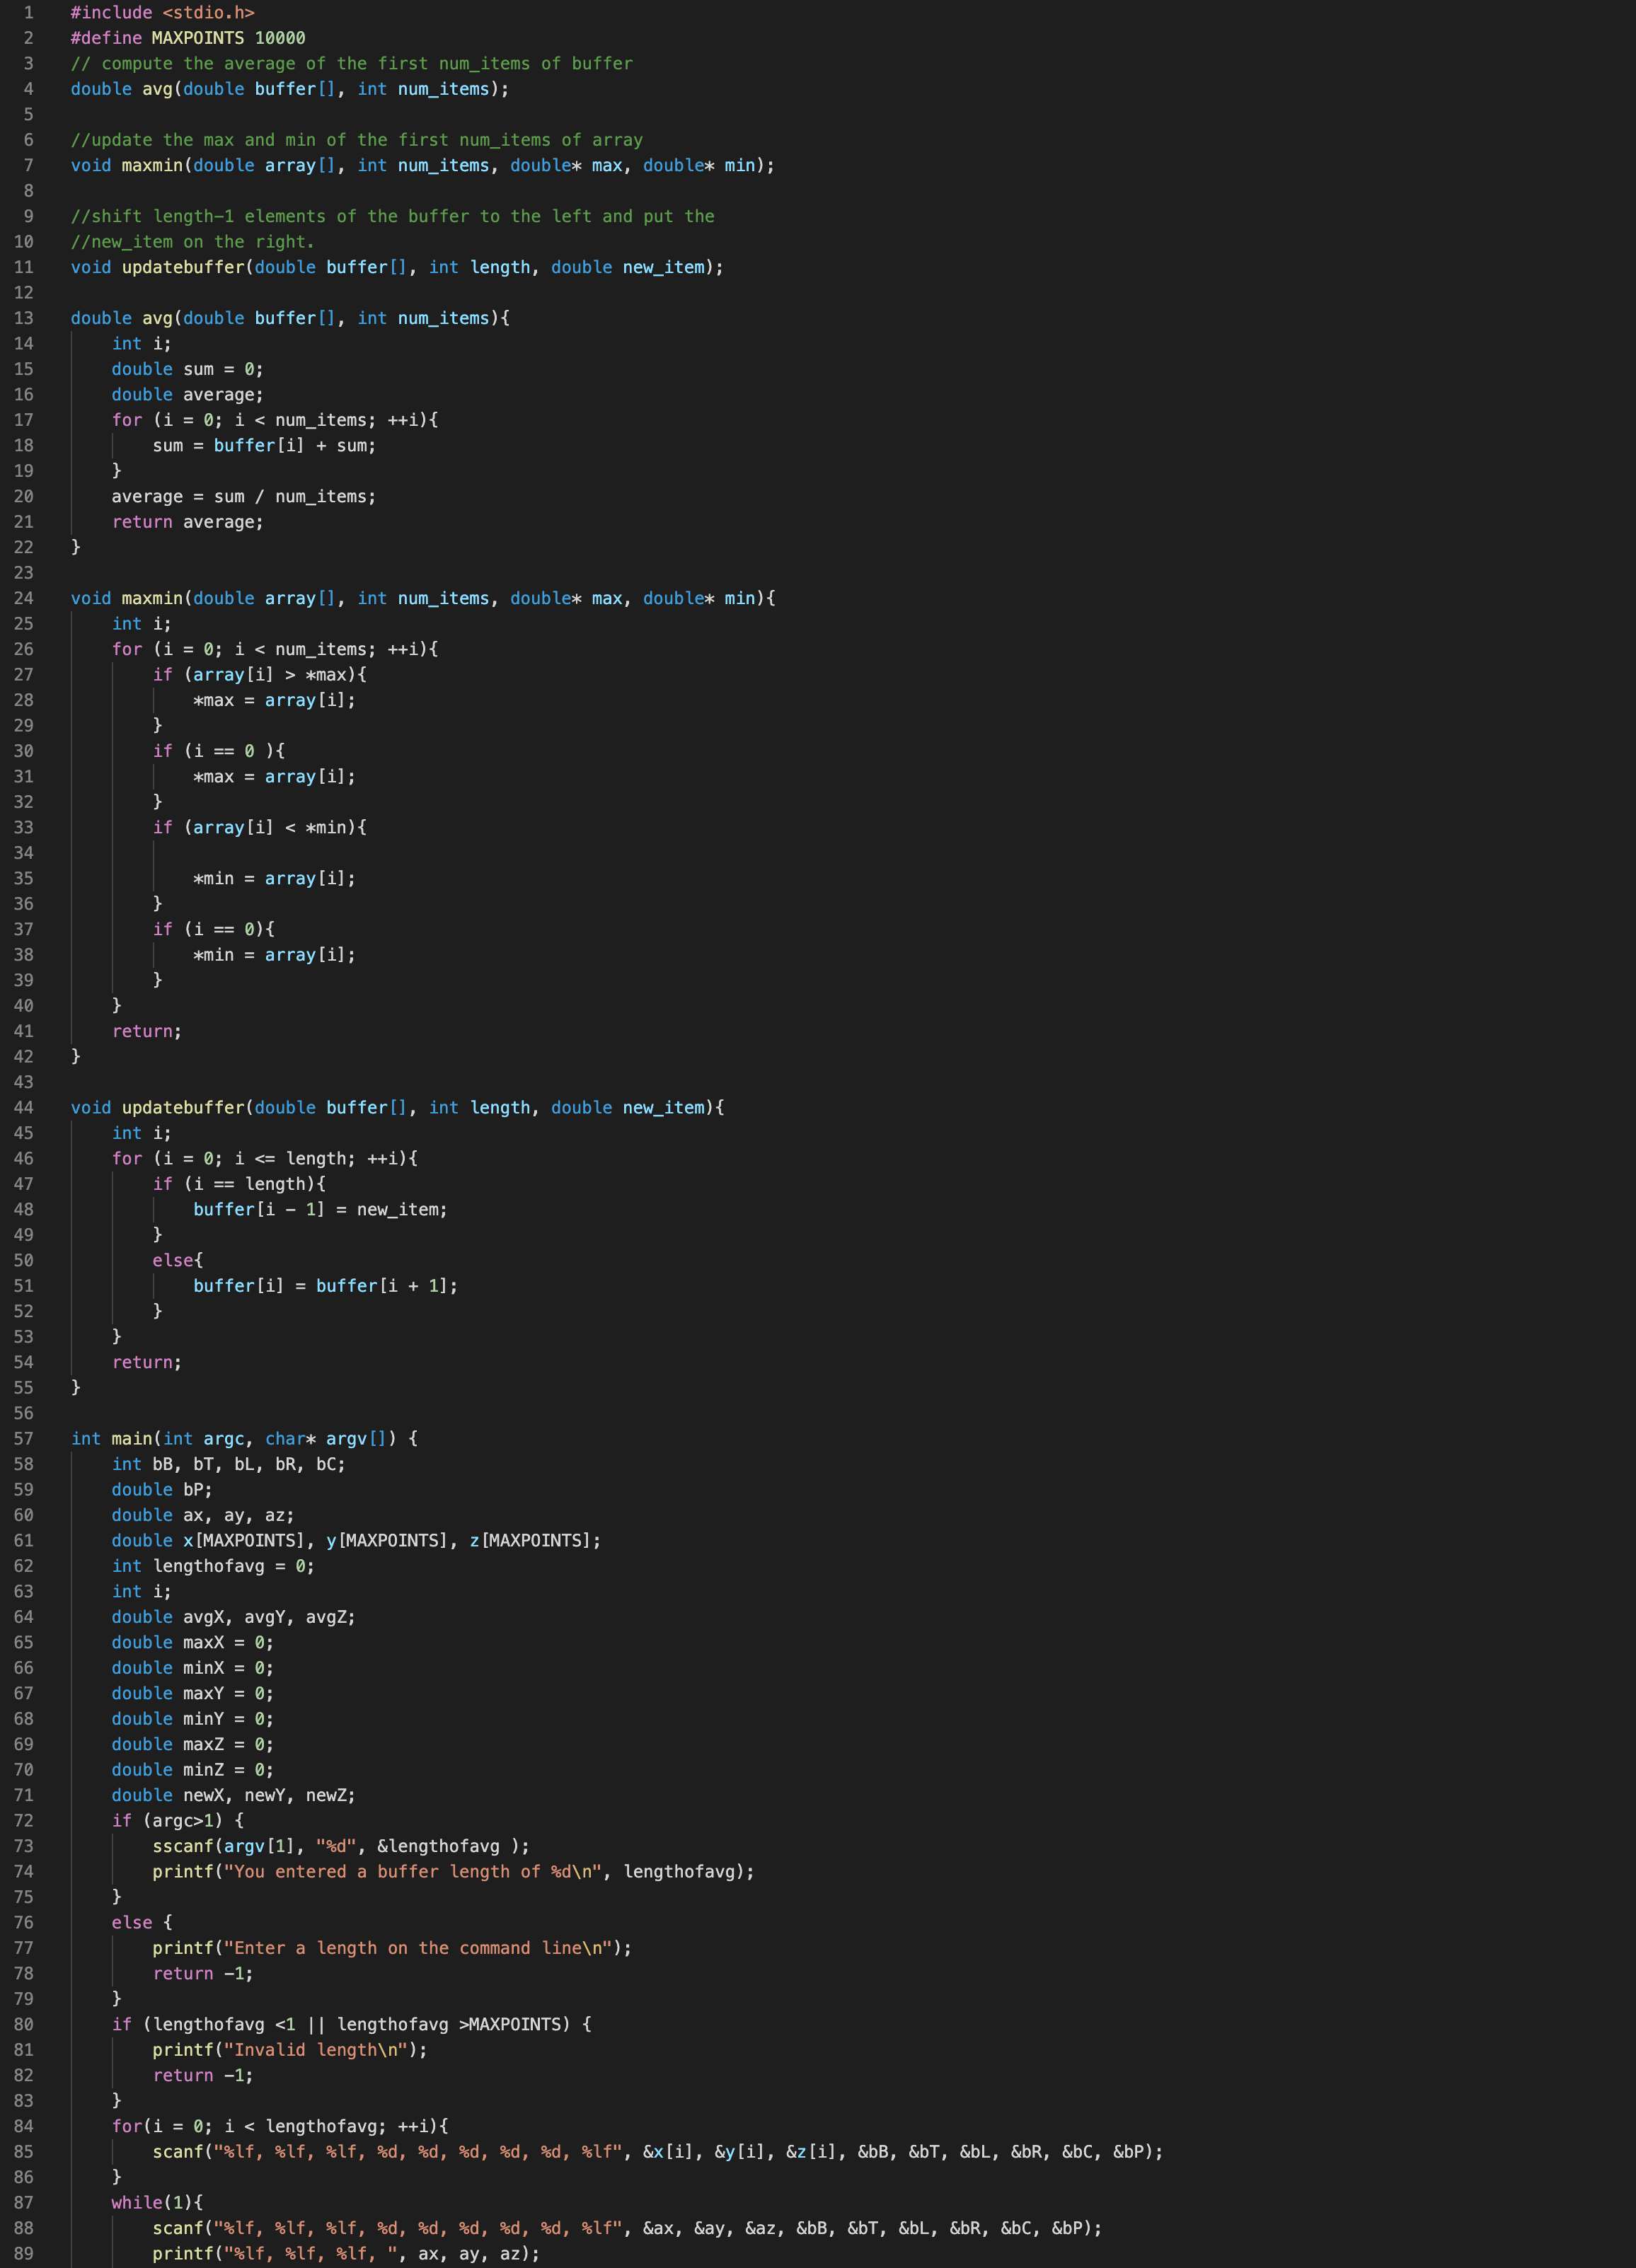 1 #include <stdio.h>
2 #define MAXPOINTS 10000
3 // compute the average of the first num_items of buffer
4 double avg(double buffer[], int num_items);
5
6 //update the max and min of the first num_items of array
7 void maxmin(double array[], int num_items, double* max, double* min);
8
9 //shift length-1 elements of the buffer to the left and put the
10 //new_item on the right.
11 void updatebuffer(double buffer[], int length, double new_item);
12
13 double avg(double buffer[], int num_items){
14     int i;
15     double sum = 0;
16     double average;
17     for (i = 0; i < num_items; ++i){
18         sum = buffer[i] + sum;
19     }
20     average = sum / num_items;
21     return average;
22 }
23
24 void maxmin(double array[], int num_items, double* max, double* min){
25     int i;
26     for (i = 0; i < num_items; ++i){
27         if (array[i] > *max){
28             *max = array[i];
29         }
30         if (i == 0 ){
31             *max = array[i];
32         }
33         if (array[i] < *min){
34
35             *min = array[i];
36         }
37         if (i == 0){
38             *min = array[i];
39         }
40     }
41     return;
42 }
43
44 void updatebuffer(double buffer[], int length, double new_item){
45     int i;
46     for (i = 0; i <= length; ++i){
47         if (i == length){
48             buffer[i - 1] = new_item;
49         }
50         else{
51             buffer[i] = buffer[i + 1];
52         }
53     }
54     return;
55 }
56
57 int main(int argc, char* argv[]) {
58     int bB, bT, bL, bR, bC;
59     double bP;
60     double ax, ay, az;
61     double x[MAXPOINTS], y[MAXPOINTS], z[MAXPOINTS];
62     int lengthofavg = 0;
63     int i;
64     double avgX, avgY, avgZ;
65     double maxX = 0;
66     double minX = 0;
67     double maxY = 0;
68     double minY = 0;
69     double maxZ = 0;
70     double minZ = 0;
71     double newX, newY, newZ;
72     if (argc>1) {
73         sscanf(argv[1], "%d", &lengthofavg );
74         printf("You entered a buffer length of %d\n", lengthofavg);
75     }
76     else {
77         printf("Enter a length on the command line\n");
78         return -1;
79     }
80     if (lengthofavg <1 || lengthofavg >MAXPOINTS) {
81         printf("Invalid length\n");
82         return -1;
83     }
84     for(i = 0; i < lengthofavg; ++i){
85         scanf("%lf, %lf, %lf, %d, %d, %d, %d, %d, %lf", &x[i], &y[i], &z[i], &bB, &bT, &bL, &bR, &bC, &bP);
86     }
87     while(1){
88         scanf("%lf, %lf, %lf, %d, %d, %d, %d, %d, %lf", &ax, &ay, &az, &bB, &bT, &bL, &bR, &bC, &bP);
89         printf("%lf, %lf, %lf, ", ax, ay, az);